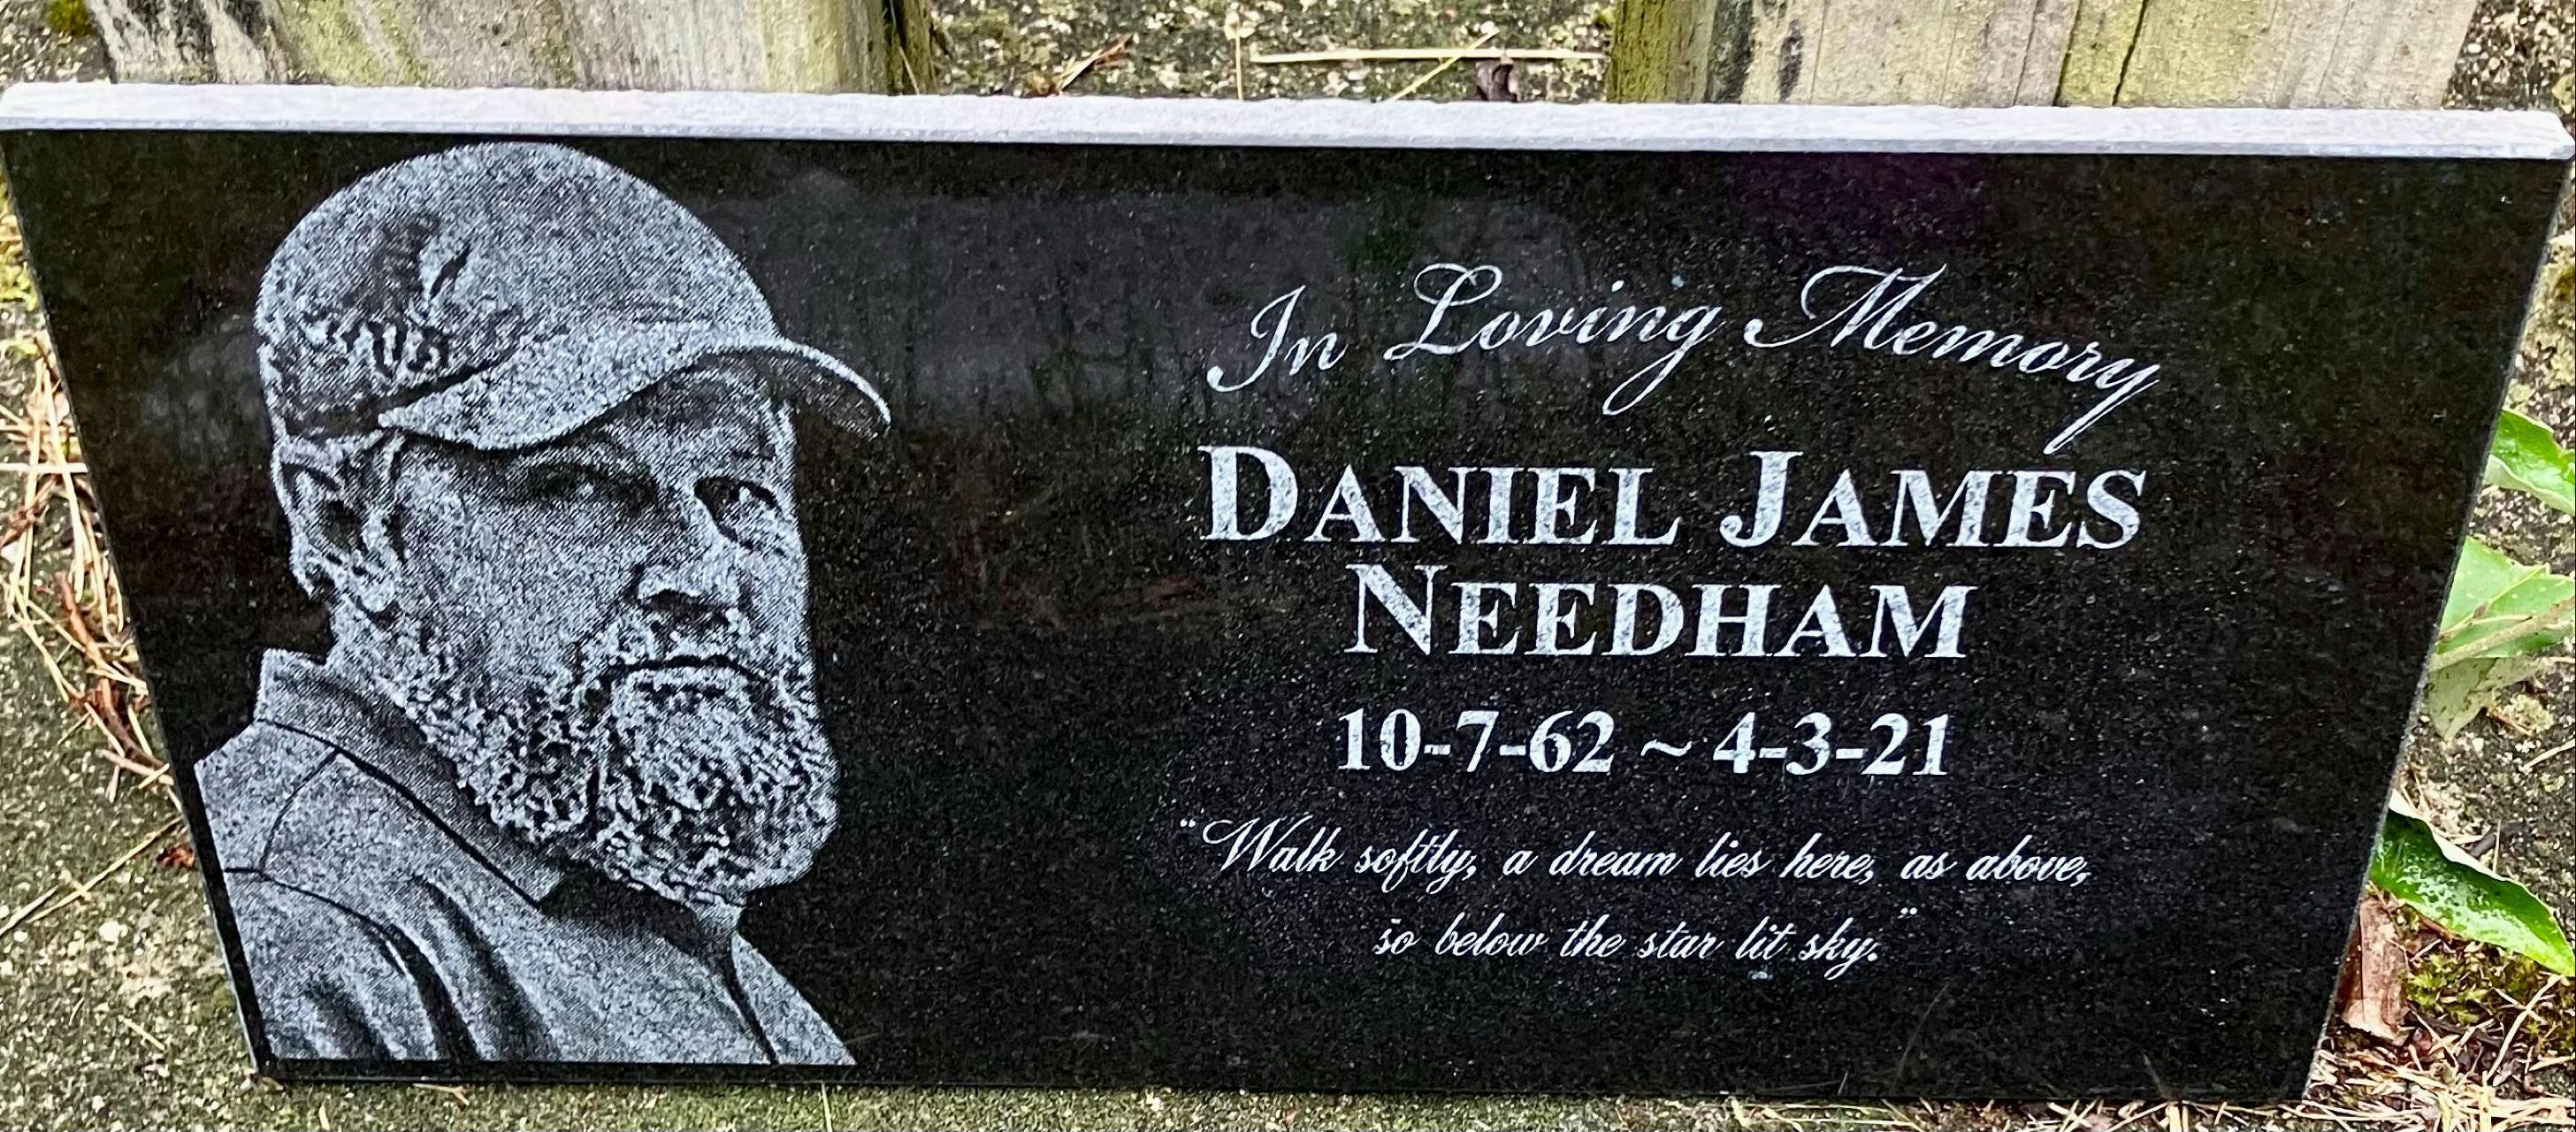 In Loving Memory
DANIEL JAMES
NEEDHAM
10-7-62 ~ 4-3-21
"Walk softly, a dream lies here, as above,
so below the star lit sky."